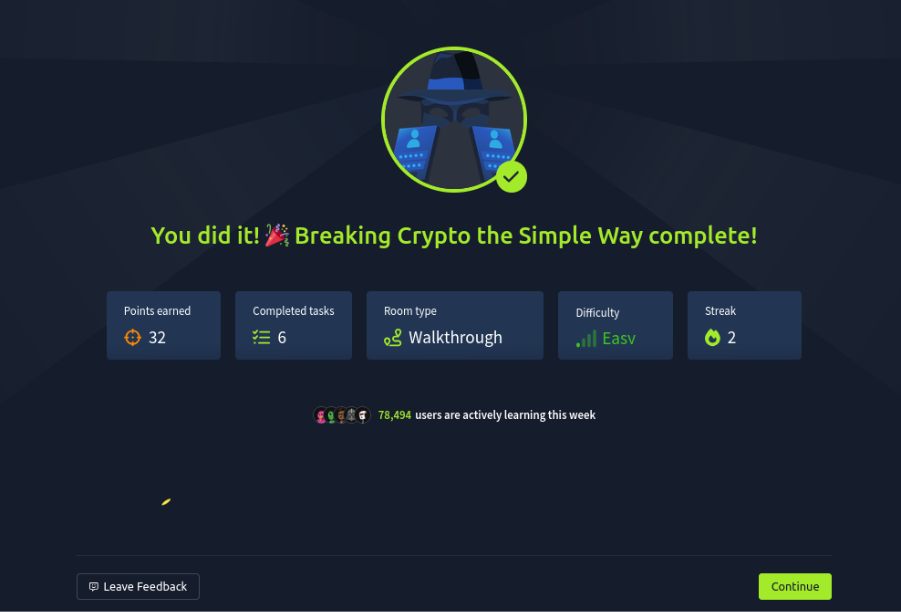 You did it! 🎉 Breaking Crypto the Simple Way complete!
Points earned
32
Completed tasks
6
Room type
Walkthrough
Difficulty
Easy
Streak
2
78,494 users are actively learning this week
Leave Feedback
Continue